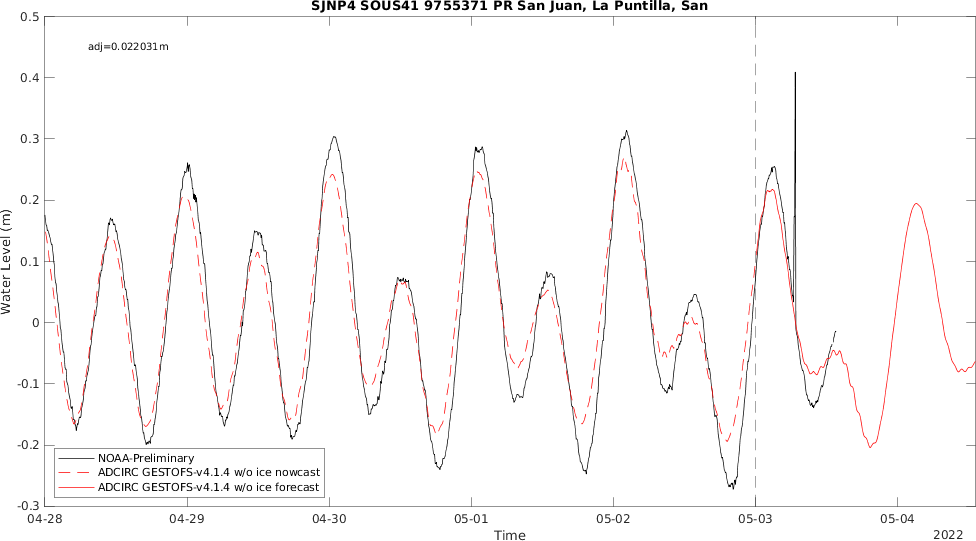 SJNP4 SOUS41 9755371 PR San Juan, La Puntilla, San
0.5
adj=0.022031m
0.4
0.3
0.2
0.1
0
-0.1
-0.2
-0.3
Water Level (m)
NOAA-Preliminary
ADCIRC GESTOFS-v4.1.4 w/o ice nowcast
ADCIRC GESTOFS-v4.1.4 w/o ice forecast
04-28 04-29 04-30 05-01 05-02 05-03 05-04
Time
2022